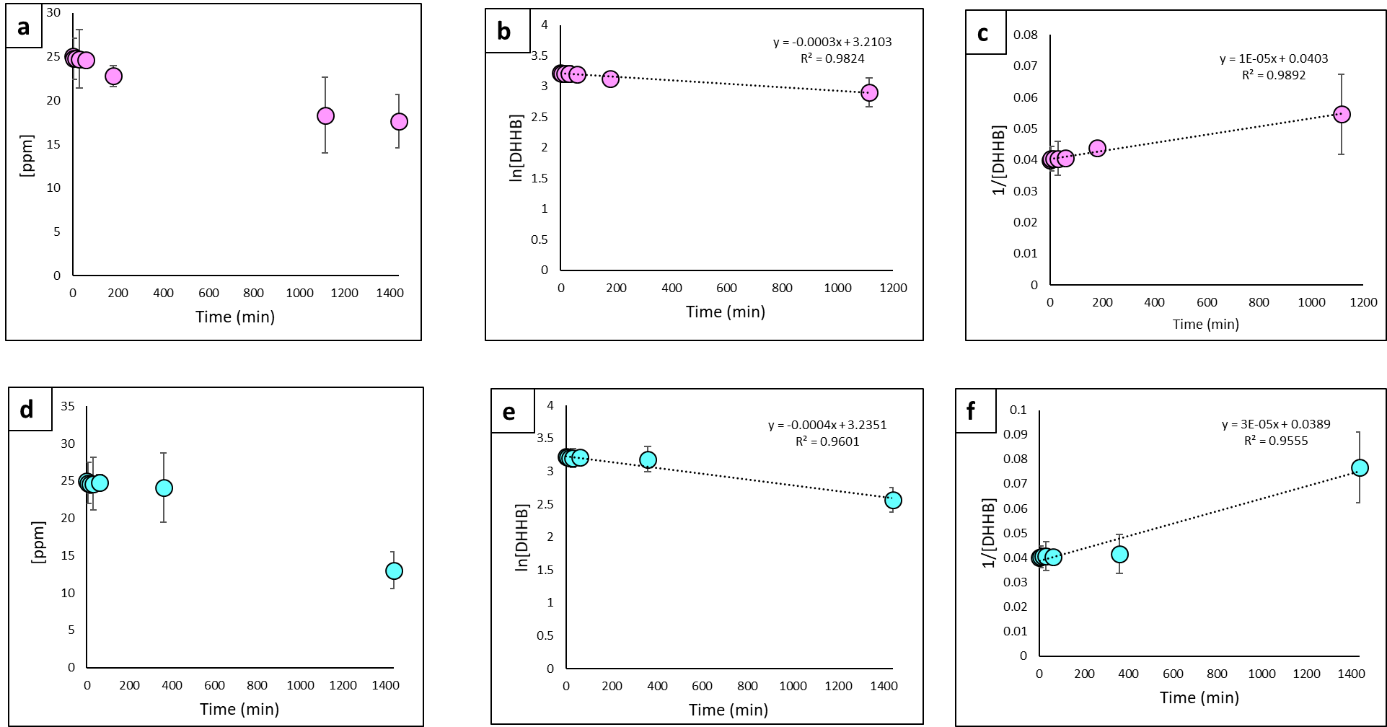 a
30
25
20
15
10
5
0
[ppm]
0 200 400 600 800 1000 1200 1400
Time (min)
b
4
3.5
3
2.5
2
1.5
1
0.5
0
ln[DHHB]
y = -0.0003x + 3.2103
R² = 0.9824
0 200 400 600 800 1000 1200
Time (min)
c
0.08
0.07
0.06
0.05
0.04
0.03
0.02
0.01
0
1/[DHHB]
y = 1E-05x + 0.0403
R² = 0.9892
0 200 400 600 800 1000 1200
Time (min)
d
35
30
25
20
15
10
5
0
[ppm]
0 200 400 600 800 1000 1200 1400
Time (min)
e
4
3.5
3
2.5
2
1.5
1
0.5
0
ln[DHHB]
y = -0.0004x + 3.2351
R² = 0.9601
0 200 400 600 800 1000 1200 1400
Time (min)
f
0.1
0.09
0.08
0.07
0.06
0.05
0.04
0.03
0.02
0.01
0
1/[DHHB]
y = 3E-05x + 0.0389
R² = 0.9555
0 200 400 600 800 1000 1200 1400
Time (min)